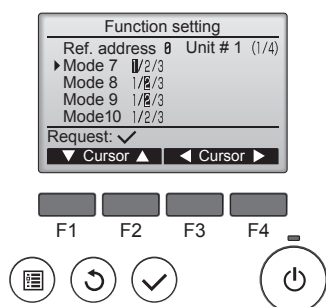 Function setting
Ref. address 0 Unit # 1 (1/4)
Mode 7 1/2/3
Mode 8 1/2/3
Mode 9 1/2/3
Mode10 1/2/3
Request: ✓
▼ Cursor ▲ ◀ Cursor ▶
F1 F2 F3 F4